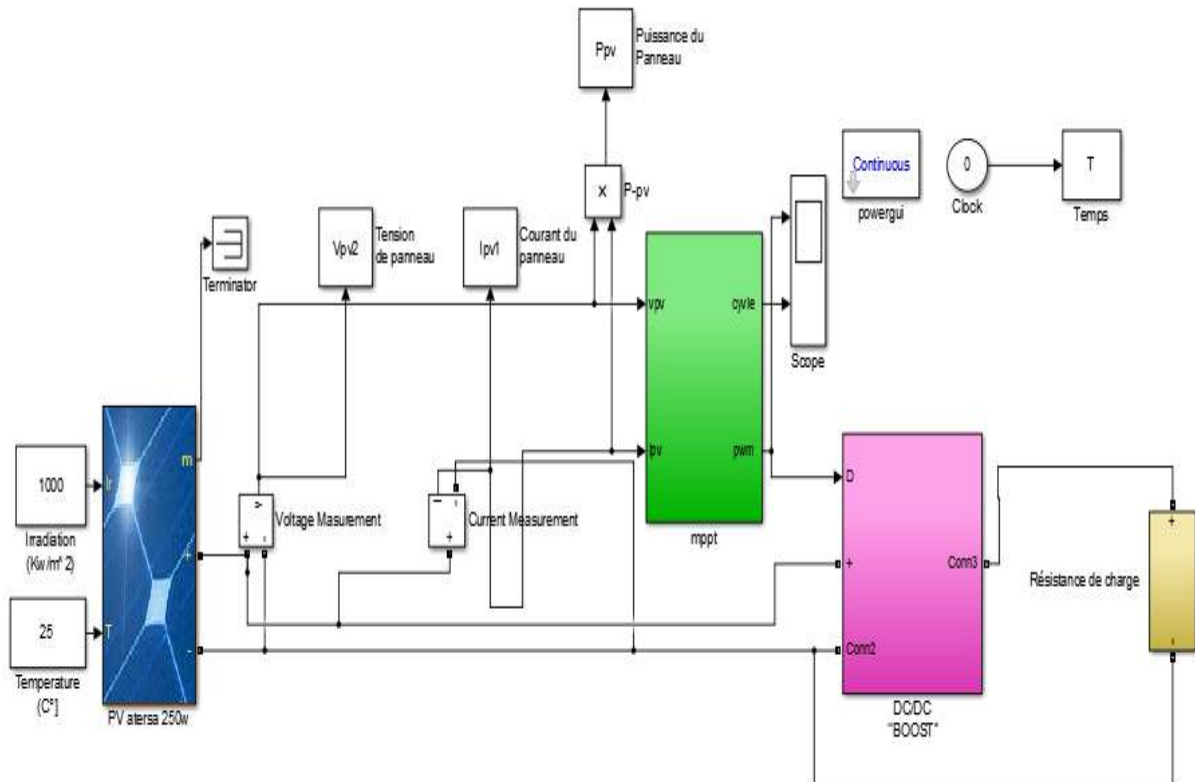 Ppv
Puissance du
Panneau
×
P-pv
Continuous
powergui
0
Clock
T
Temps
Terminator
Vpv2
Tension
de panneau
Ipv1
Courant du
panneau
vpv
cyvle
Ipv
pwm
mppt
Scope
1000
Irradiation
(Kw/m^2)
25
Temperature
(C°]
Ir
T
m
+
-
PV atersa 250w
v
+
-
Voltage Masurement
i
-
+
Current Measurement
D
+
Conn2
Conn3
DC/DC
"BOOST"
+
-
Résistance de charge